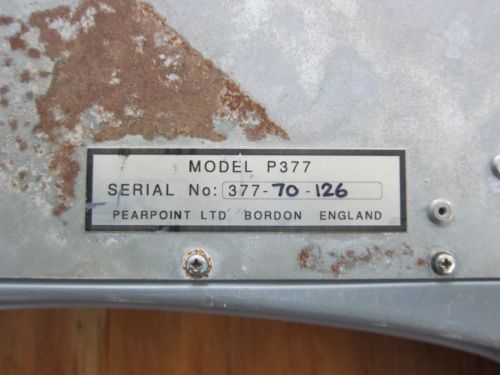 MODEL P377
SERIAL No: 377-70-126
PEARPOINT LTD BORDON ENGLAND